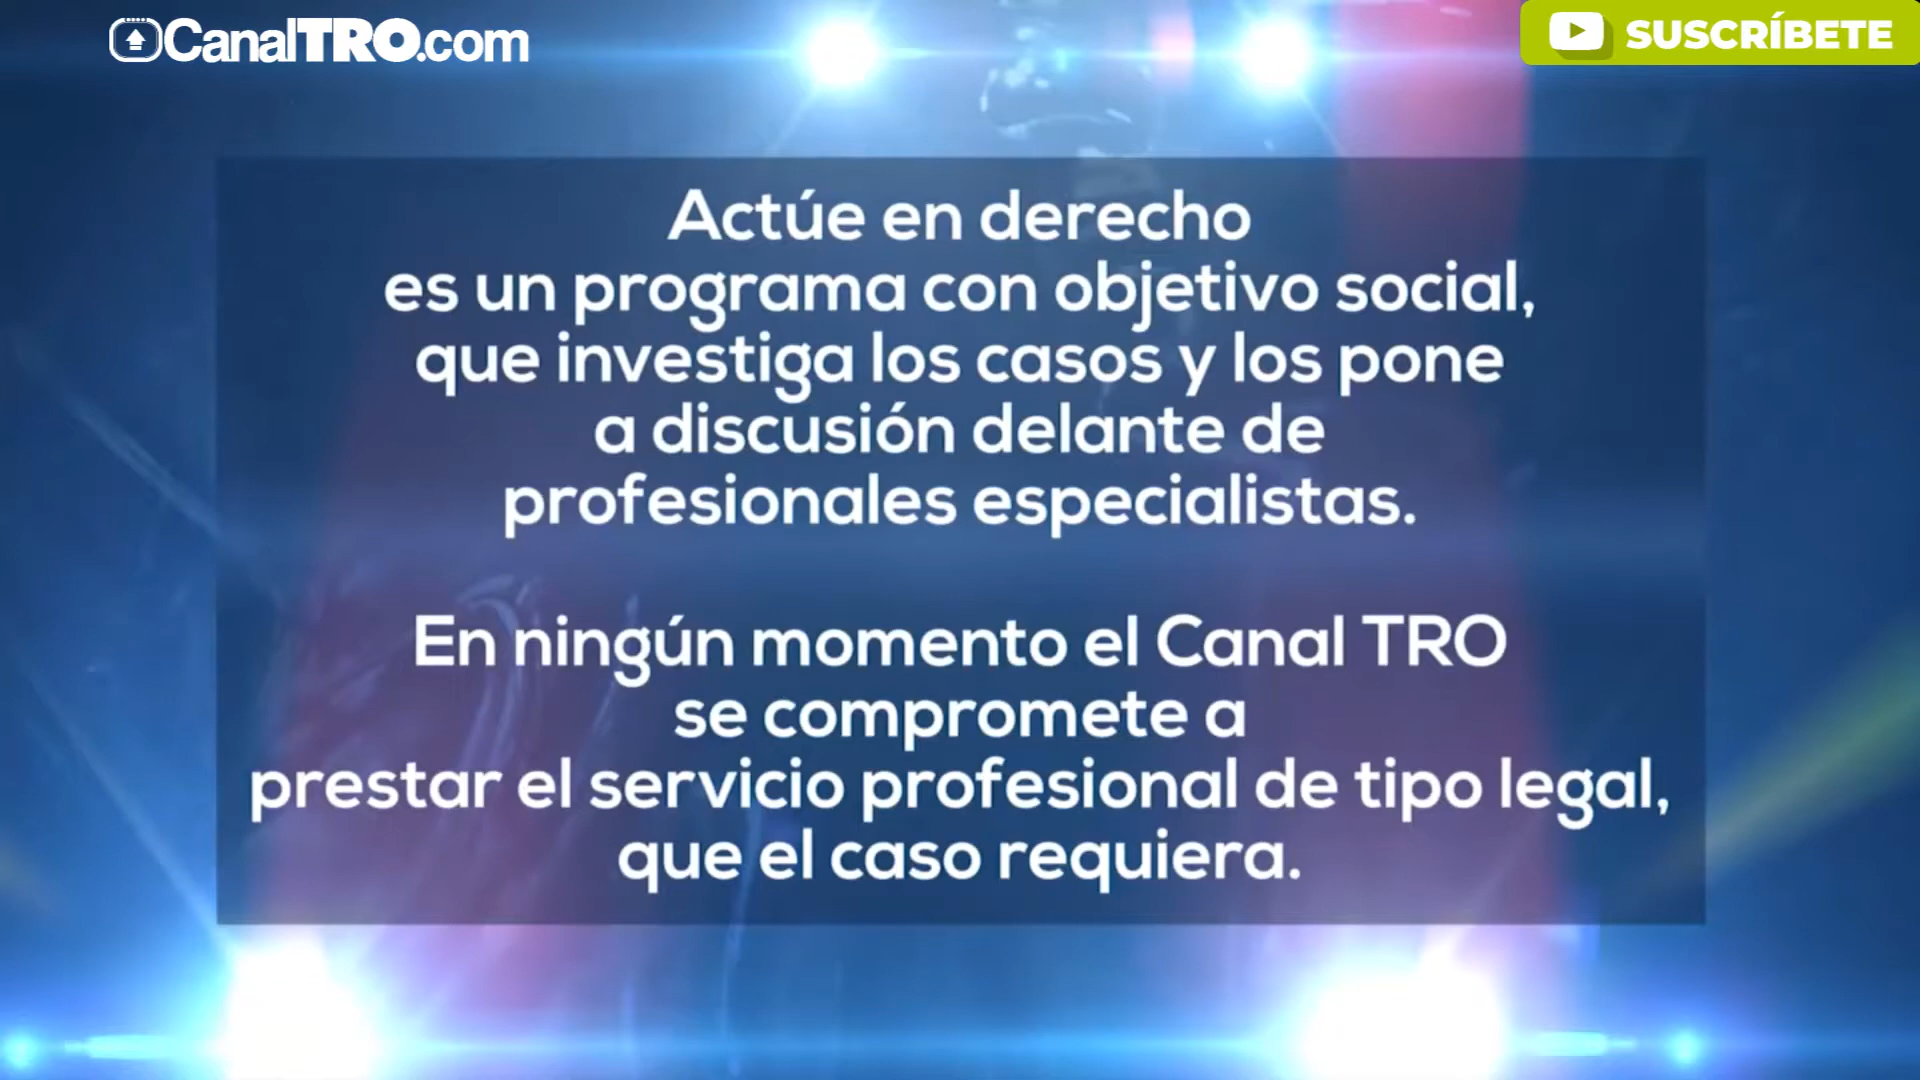 CanalTRO.com
SUSCRÍBETE
Actúe en derecho
es un programa con objetivo social,
que investiga los casos y los pone
a discusión delante de
profesionales especialistas.
En ningún momento el Canal TRO
se compromete a
prestar el servicio profesional de tipo legal,
que el caso requiera.